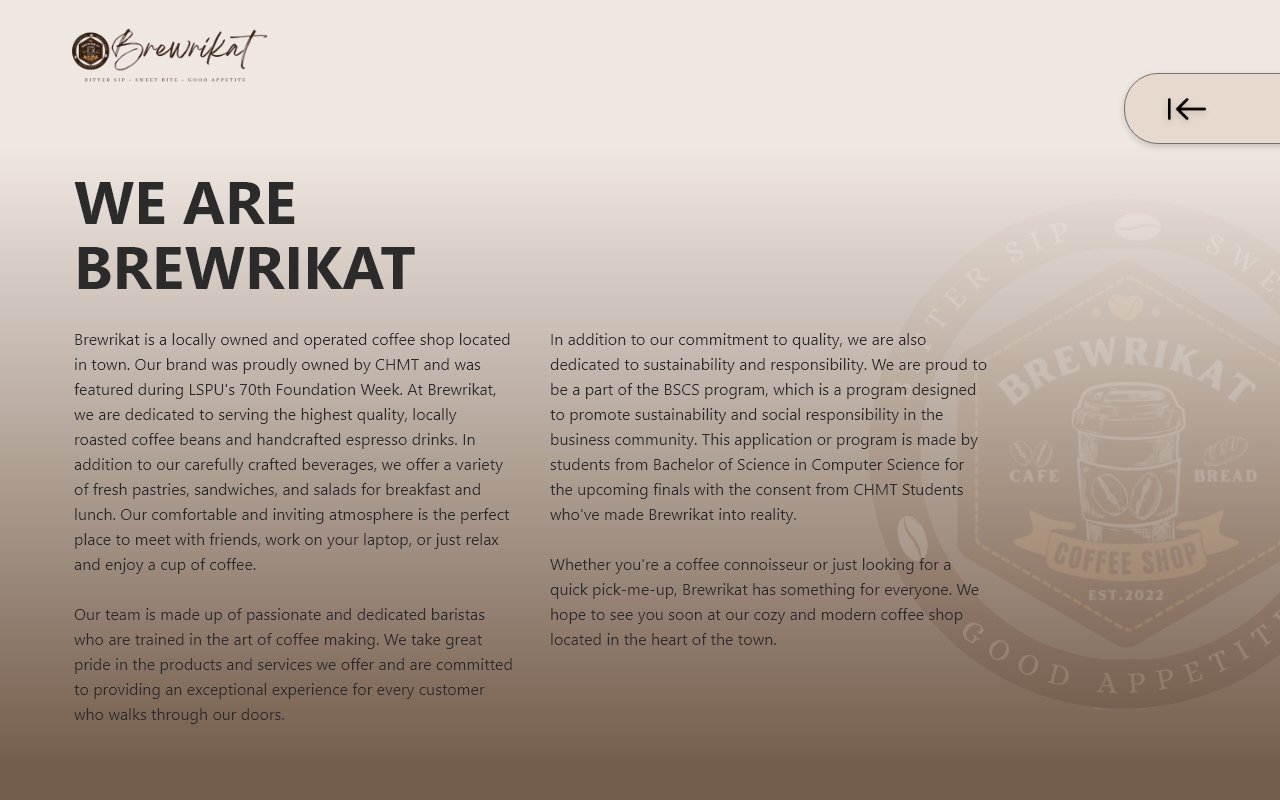 Brewrikat
BITTER SIP - SWEET BITE - GOOD APPETITE
WE ARE
BREWRIKAT
Brewrikat is a locally owned and operated coffee shop located
in town. Our brand was proudly owned by CHMT and was
featured during LSPU's 70th Foundation Week. At Brewrikat,
we are dedicated to serving the highest quality, locally
roasted coffee beans and handcrafted espresso drinks. In
addition to our carefully crafted beverages, we offer a variety
of fresh pastries, sandwiches, and salads for breakfast and
lunch. Our comfortable and inviting atmosphere is the perfect
place to meet with friends, work on your laptop, or just relax
and enjoy a cup of coffee.
Our team is made up of passionate and dedicated baristas
who are trained in the art of coffee making. We take great
pride in the products and services we offer and are committed
to providing an exceptional experience for every customer
who walks through our doors.
In addition to our commitment to quality, we are also
dedicated to sustainability and responsibility. We are proud to
be a part of the BSCS program, which is a program designed
to promote sustainability and social responsibility in the
business community. This application or program is made by
students from Bachelor of Science in Computer Science for
the upcoming finals with the consent from CHMT Students
who've made Brewrikat into reality.
Whether you're a coffee connoisseur or just looking for a
quick pick-me-up, Brewrikat has something for everyone. We
hope to see you soon at our cozy and modern coffee shop
located in the heart of the town.
TTER SIP SWE
BREWRIKAT
CAFE
BREAD
COFFEE SHOP
EST.2022
GOOD APPETIT